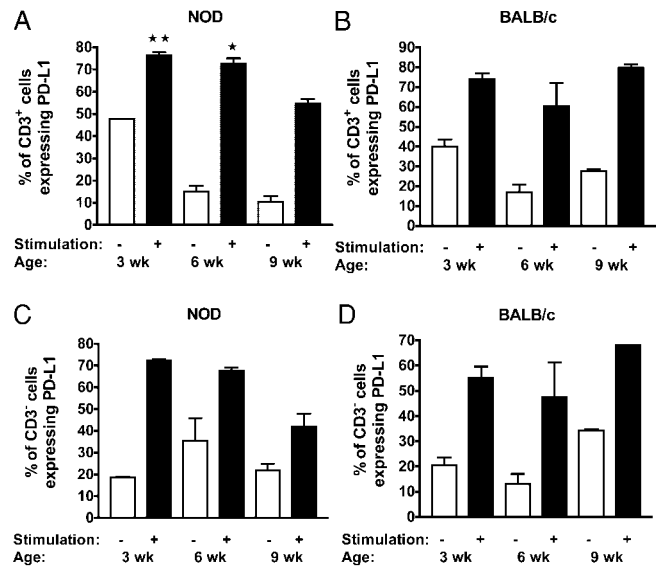 A
NOD
% of CD3+ cells
expressing PD-L1
80
70
60
50
40
30
20
10
0
★★
★
Stimulation: - + - + - +
Age: 3 wk 6 wk 9 wk
B
BALB/c
% of CD3+ cells
expressing PD-L1
90
80
70
60
50
40
30
20
10
0
Stimulation: - + - + - +
Age: 3 wk 6 wk 9 wk
C
NOD
% of CD3- cells
expressing PD-L1
80
70
60
50
40
30
20
10
0
Stimulation: - + - + - +
Age: 3 wk 6 wk 9 wk
D
BALB/c
% of CD3- cells
expressing PD-L1
70
60
50
40
30
20
10
0
Stimulation: - + - + - +
Age: 3 wk 6 wk 9 wk